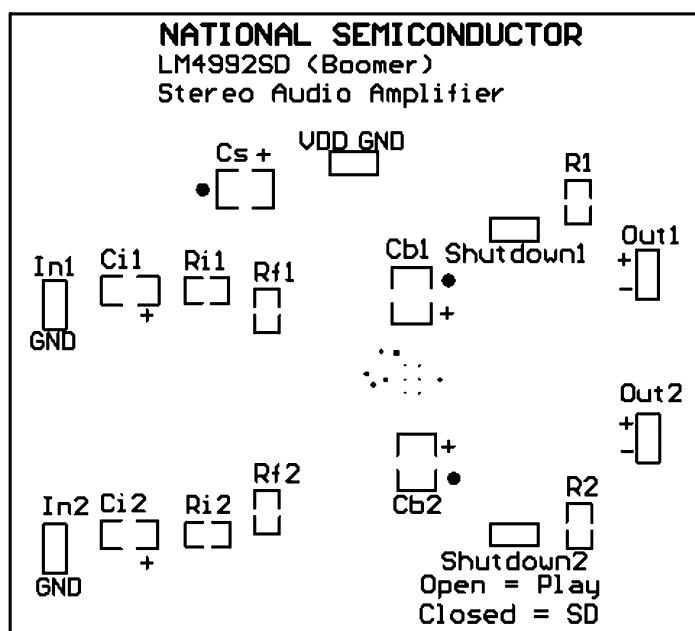 NATIONAL SEMICONDUCTOR
LM4992SD (Boomer)
Stereo Audio Amplifier
VDD GND
Cs +
R1
Out1
+
-
Shutdown1
Cb1
+
In1
GND
Ci1
+
Ri1
Rf1
Out2
+
-
+
Cb2
Rf2
R2
In2
GND
Ci2
+
Ri2
Shutdown2
Open = Play
Closed = SD